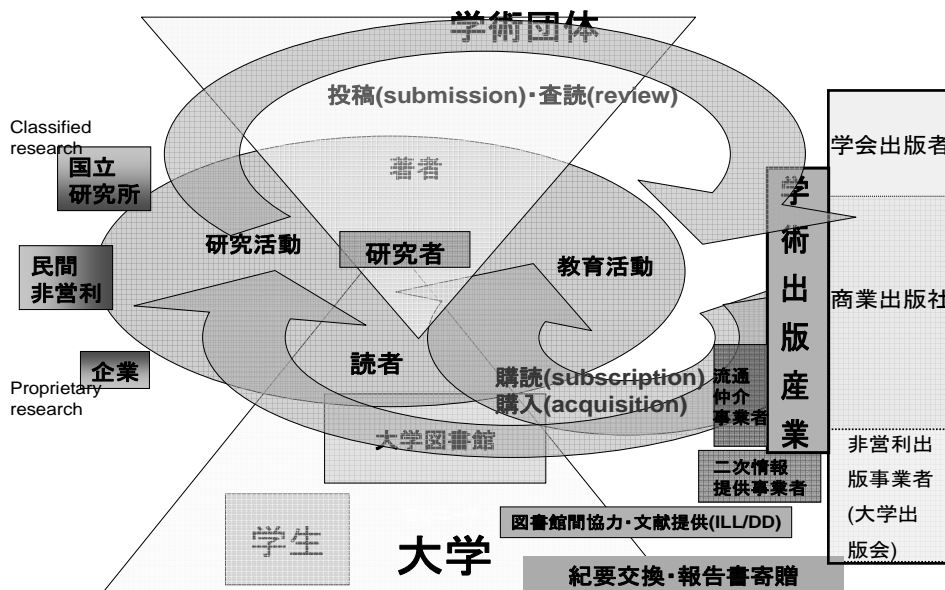 学術団体
投稿(submission)・査読(review)
Classified
research
国立
研究所
著者
学会出版者
研究活動
研究者
教育活動
民間
非営利
学術出版産業
商業出版社
企業
読者
Proprietary
research
購読(subscription)
購入(acquisition)
流通
仲介
事業者
大学図書館
二次情報
提供事業者
非営利出
版事業者
(大学出
版会)
図書館間協力・文献提供(ILL/DD)
学生
大学
紀要交換・報告書寄贈